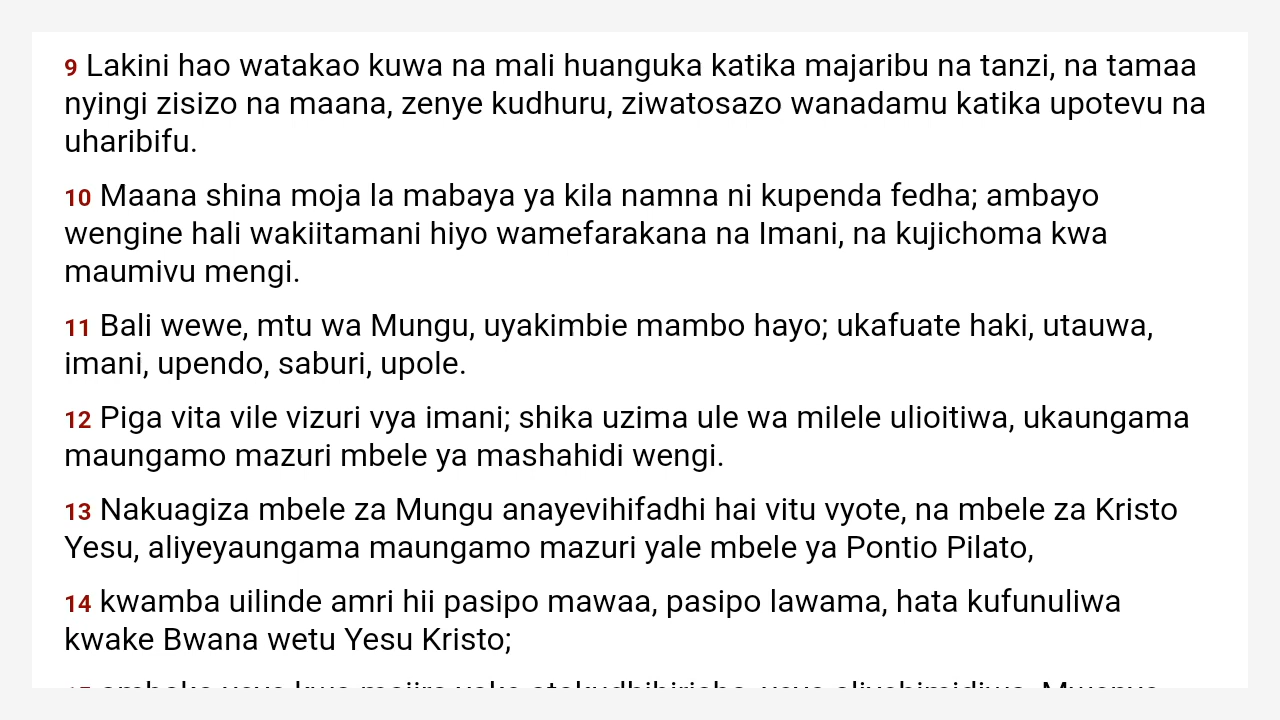 9 Lakini hao watakao kuwa na mali huanguka katika majaribu na tanzi, na tamaa
nyingi zisizo na maana, zenye kudhuru, ziwatosazo wanadamu katika upotevu na
uharibifu.
10 Maana shina moja la mabaya ya kila namna ni kupenda fedha; ambayo
wengine hali wakiitamani hiyo wamefarakana na Imani, na kujichoma kwa
maumivu mengi.
11 Bali wewe, mtu wa Mungu, uyakimbie mambo hayo; ukafuate haki, utauwa,
imani, upendo, saburi, upole.
12 Piga vita vile vizuri vya imani; shika uzima ule wa milele ulioitiwa, ukaungama
maungamo mazuri mbele ya mashahidi wengi.
13 Nakuagiza mbele za Mungu anayevihifadhi hai vitu vyote, na mbele za Kristo
Yesu, aliyeyaungama maungamo mazuri yale mbele ya Pontio Pilato,
14 kwamba uilinde amri hii pasipo mawaa, pasipo lawama, hata kufunuliwa
kwake Bwana wetu Yesu Kristo;